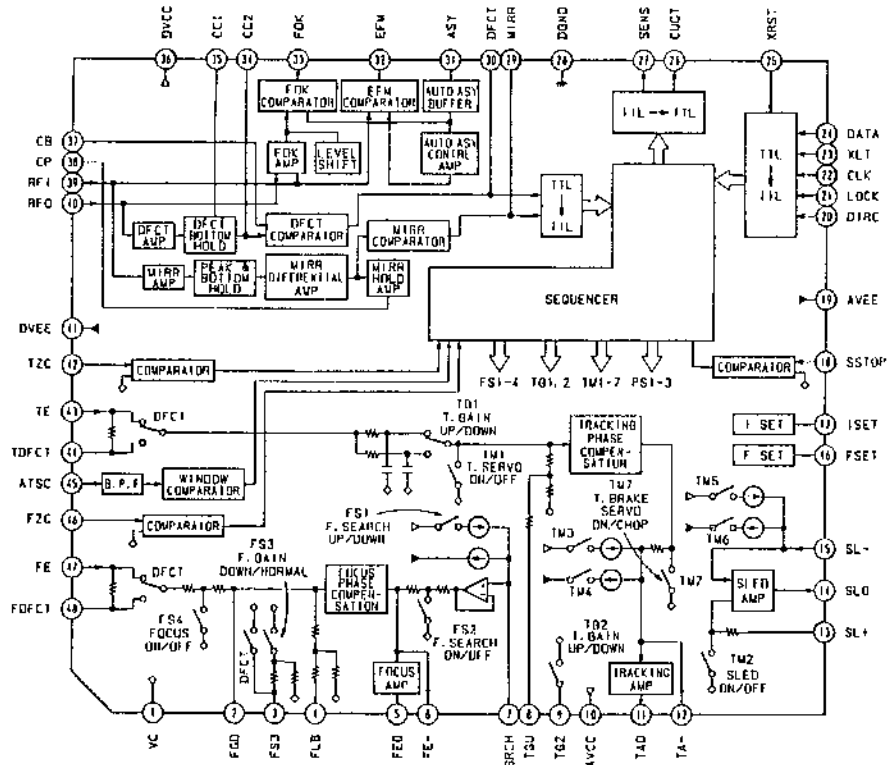 DVCC
CC1
CC2
FOK
EFM
ASY
DFCT
MIRR
DGND
SENS
COUT
XRST
36
35
34
33
32
31
30
29
28
27
26
25
FOK COMPARATOR
EFM COMPARATOR
AUTO ASY BUFFER
FOK AMP
LEVEL SHIFT
AUTO ASY CONTRL AMP
IIL → TTL
TTL ↓ IIL
CB 37
CP 38
RFI 39
RFO 40
24 DATA
23 XLT
22 CLK
21 LOCK
20 DIRC
DFCT AMP
DFCT BOTTOM HOLD
DFCT COMPARATOR
TTL ↓ IIL
MIRR COMPARATOR
MIRR AMP
PEAK & BOTTOM HOLD
MIRR DIFFERENTIAL AMP
MIRR HOLD AMP
SEQUENCER
19 AVEE
DVEE 41
TZC 42
COMPARATOR
FS1-4
TG1, 2
TM1-7
PS1-3
COMPARATOR
18 SSTOP
TE 43
DFCT
TDFCT 44
TG1
T. GAIN
UP/DOWN
TM1
T. SERVO
ON/OFF
TRACKING PHASE COMPEN-SATIUN
I SET
17 ISET
F SET
16 FSET
ATSC 45
B.P.F
WINDOW COMPARATOR
FZC 46
COMPARATOR
FS1
F. SEARCH
UP/DOWN
TM7
T. BRAKE
SERVO
ON/CHOP
TM5
TM6
15 SL-
FE 47
DFCT
FDFCT 48
FS3
F. GAIN
DOWN/NORMAL
FOCUS PHASE COMPEN-SATION
TM3
TM4
TM7
SLED AMP
14 SLO
13 SL+
FS4
FOCUS
ON/OFF
DFCT
FS2
F. SEARCH
ON/OFF
TG2
T. GAIN
UP/DOWN
TM2
SLED
ON/OFF
FOCUS AMP
TRACKING AMP
1
2
3
4
5
6
7
8
9
10
11
12
VC
FGD
FS3
FLB
FEO
FE-
SRCH
TGU
TG2
AVCC
TAO
TA-